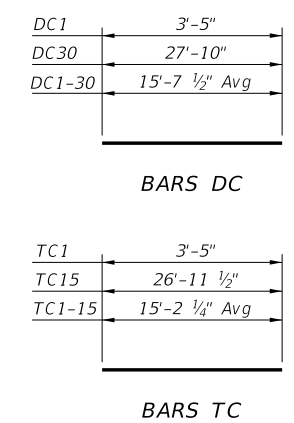 DC1 3'-5"
DC30 27'-10"
DC1-30 15'-7 ½" Avg
BARS DC
TC1 3'-5"
TC15 26'-11 ½"
TC1-15 15'-2 ¼" Avg
BARS TC